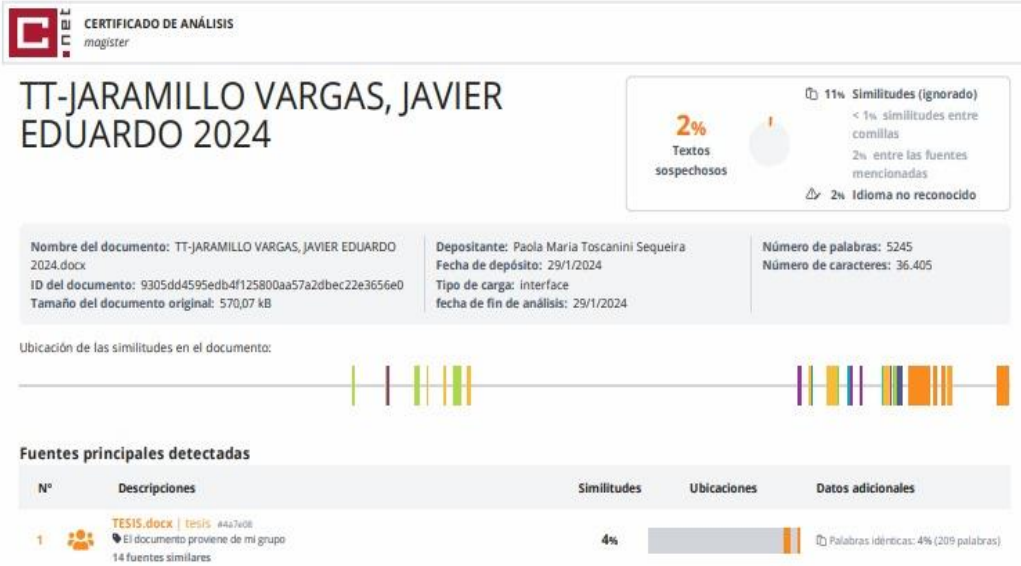 .net
CERTIFICADO DE ANÁLISIS
magister
TT-JARAMILLO VARGAS, JAVIER
EDUARDO 2024
2%
Textos
sospechosos
11% Similitudes (ignorado)
< 1% similitudes entre
comillas
2% entre las fuentes
mencionadas
2% Idioma no reconocido
Nombre del documento: TT-JARAMILLO VARGAS, JAVIER EDUARDO
2024.docx
ID del documento: 9305dd4595edb4f125800aa57a2dbec22e3656e0
Tamaño del documento original: 570,07 kB
Depositante: Paola Maria Toscanini Sequeira
Fecha de depósito: 29/1/2024
Tipo de carga: interface
fecha de fin de análisis: 29/1/2024
Número de palabras: 5245
Número de caracteres: 36.405
Ubicación de las similitudes en el documento:
Fuentes principales detectadas
N° Descripciones Similitudes Ubicaciones Datos adicionales
1 TESIS.docx | tesis #4a7e08
El documento proviene de mi grupo
14 fuentes similares
4%
Palabras idénticas: 4% (209 palabras)